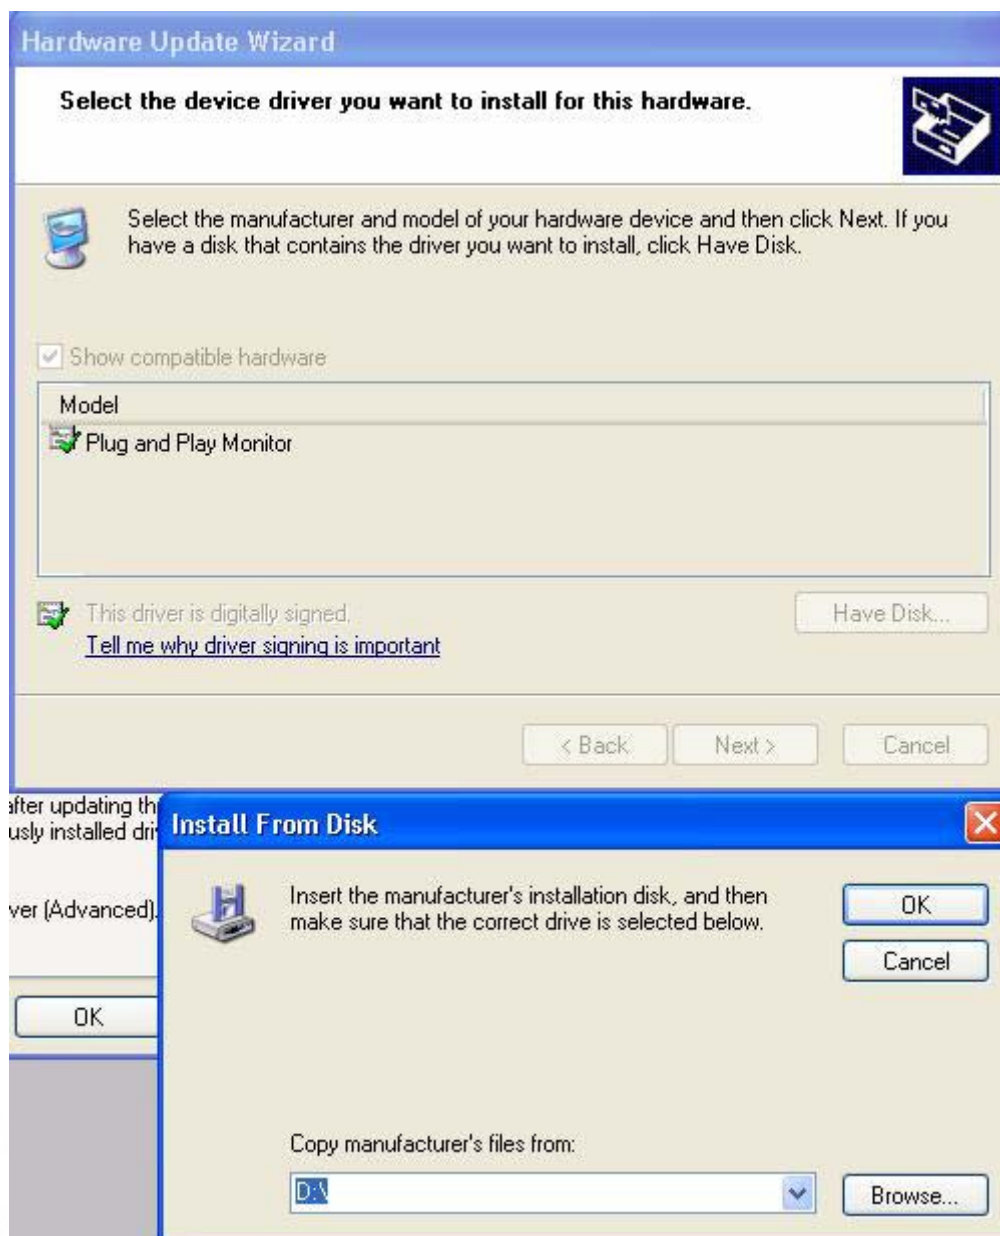 Hardware Update Wizard
Select the device driver you want to install for this hardware.
Select the manufacturer and model of your hardware device and then click Next. If you
have a disk that contains the driver you want to install, click Have Disk.
Show compatible hardware
Model
Plug and Play Monitor
This driver is digitally signed.
Have Disk...
Tell me why driver signing is important
< Back
Next >
Cancel
after updating th
usly installed dri
ver (Advanced).
OK
Install From Disk
Insert the manufacturer's installation disk, and then
make sure that the correct drive is selected below.
OK
Cancel
Copy manufacturer's files from:
D:\
Browse...